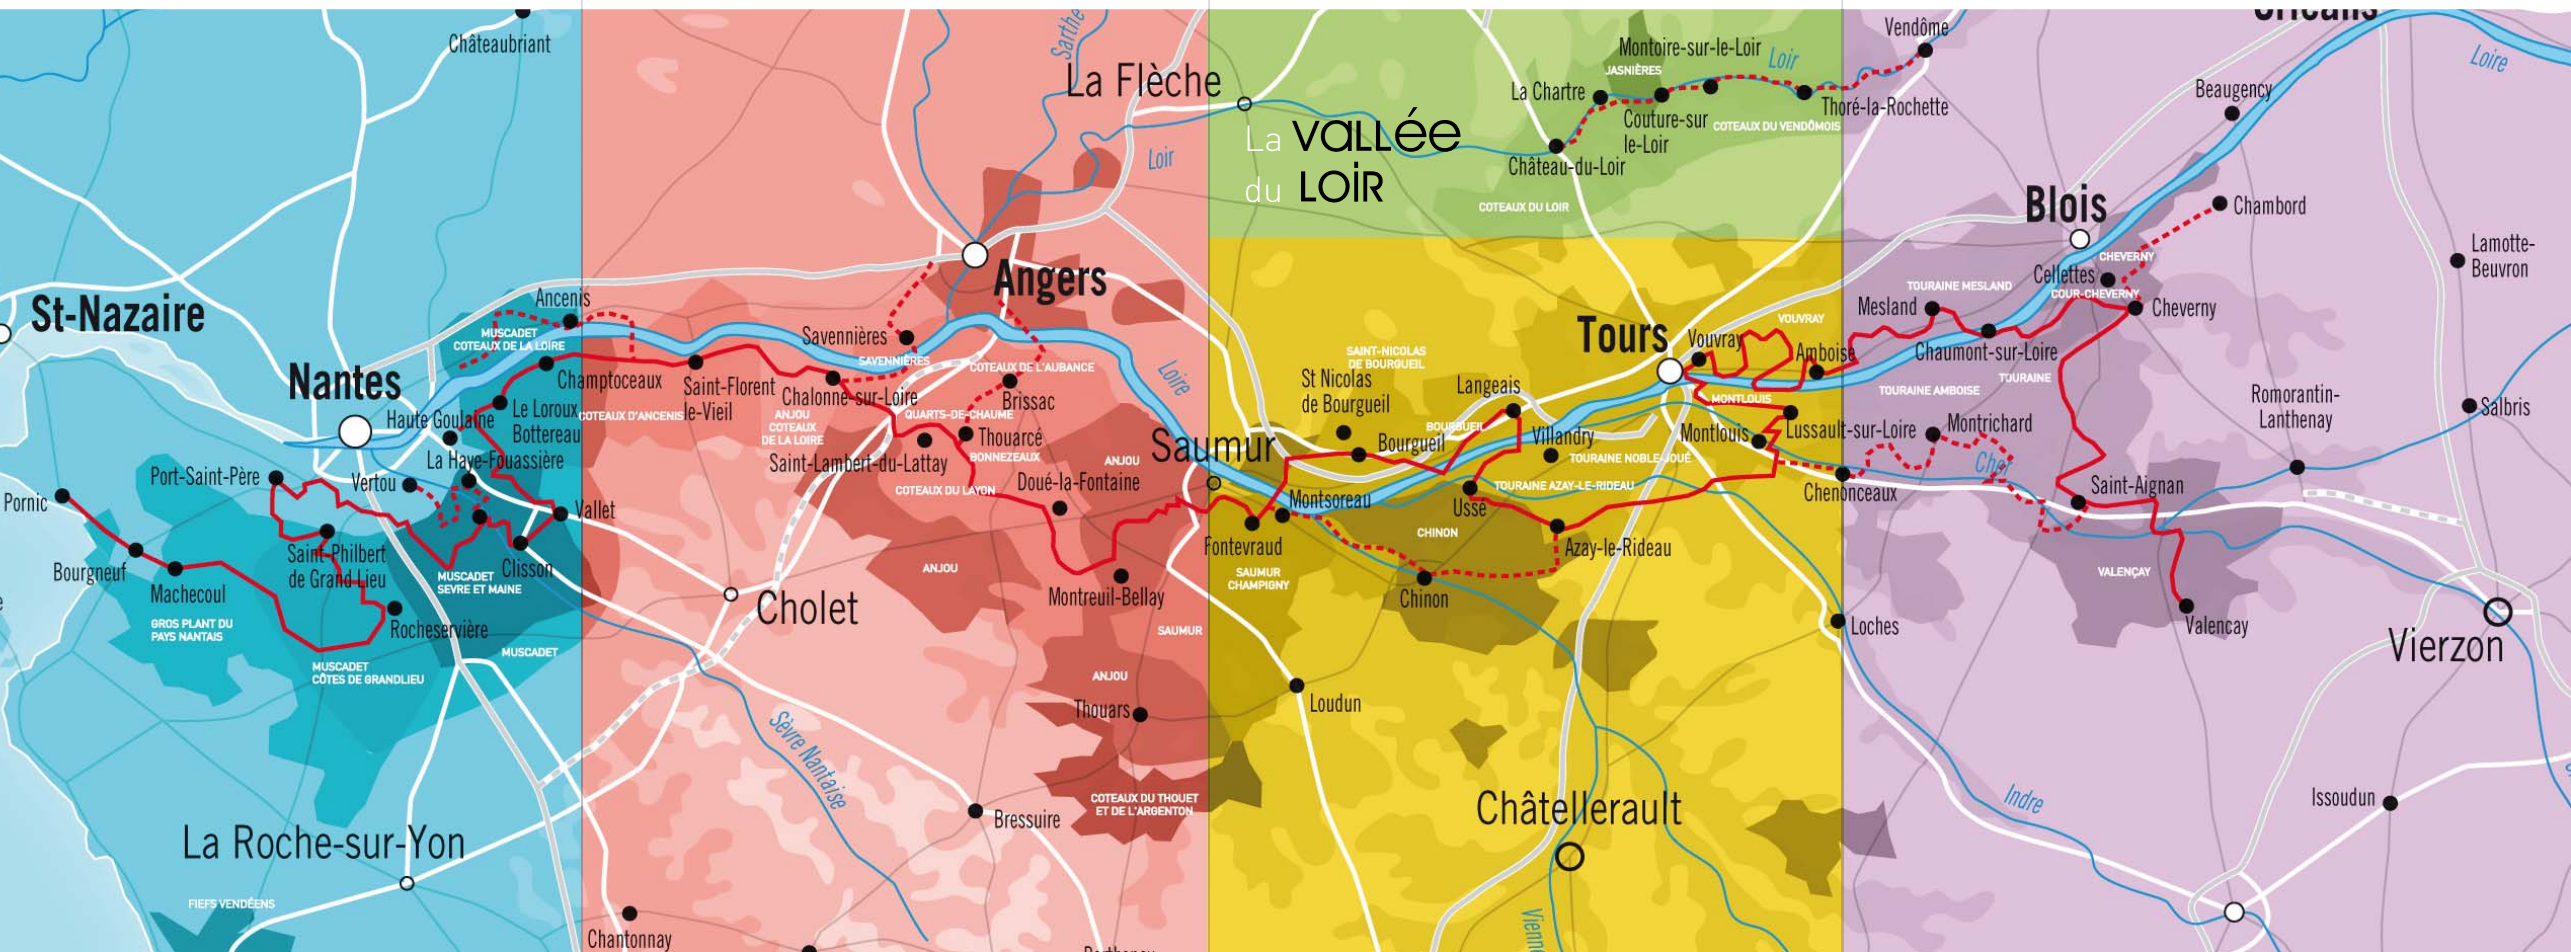 Châteaubriant
St-Nazaire
Nantes
Ancenis
MUSCADET
COTEAUX DE LA LOIRE
Champtoceaux
Le Loroux
Bottereau
Haute Goulaine
La Haye-Fouassière
Port-Saint-Père
Vertou
Pornic
Vallet
Bourgneuf
Machecoul
Saint-Philbert
de Grand Lieu
Clisson
MUSCADET
SEVRE ET MAINE
GROS PLANT DU
PAYS NANTAIS
Rocheservière
MUSCADET
MUSCADET
CÔTES DE GRANDLIEU
La Roche-sur-Yon
FIEFS VENDÉENS
Sarthe
La Flèche
Loir
Angers
Savennières
SAVENNIÈRES
COTEAUX DE L'AUBANCE
Loire
Saint-Florent
le-Vieil
COTEAUX D'ANCENIS
Chalonne-sur-Loire
Brissac
ANJOU
COTEAUX
DE LA LOIRE
QUARTS-DE-CHAUME
Thouarcé
BONNEZEAUX
Saint-Lambert-du-Lattay
ANJOU
Saumur
COTEAUX DU LAYON
Doué-la-Fontaine
ANJOU
Montreuil-Bellay
Cholet
SAUMUR
ANJOU
Thouars
Sèvre Nantaise
COTEAUX DU THOUET
ET DE L'ARGENTON
Bressuire
Chantonnay
La VALLée
du LOIR
Montoire-sur-le-Loir
Loir
JASNIÈRES
La Chartre
Couture-sur
le-Loir
COTEAUX DU VENDÔMOIS
Château-du-Loir
COTEAUX DU LOIR
Tours
Vouvray
VOUVRAY
Amboise
SAINT-NICOLAS
DE BOURGUEIL
St Nicolas
de Bourgueil
Langeais
MONTLOUIS
BOURGUEIL
Bourgueil
Villandry
Montlouis
Lussault-sur-Loire
TOURAINE NOBLE-JOUÉ
TOURAINE AZAY-LE-RIDEAU
Chenonceaux
Montsoreau
Ussé
CHINON
Fontevraud
Azay-le-Rideau
SAUMUR
CHAMPIGNY
Chinon
Loudun
Châtellerault
Vienne
Vendôme
Thoré-la-Rochette
Orléans
Loire
Beaugency
Blois
Chambord
Lamotte-
Beuvron
CHEVERNY
Cellettes
COUR-CHEVERNY
TOURAINE MESLAND
Mesland
Cheverny
Chaumont-sur-Loire
TOURAINE
TOURAINE AMBOISE
Romorantin-
Lanthenay
Salbris
Montrichard
Cher
Saint-Aignan
VALENÇAY
Valencay
Loches
Vierzon
Indre
Issoudun